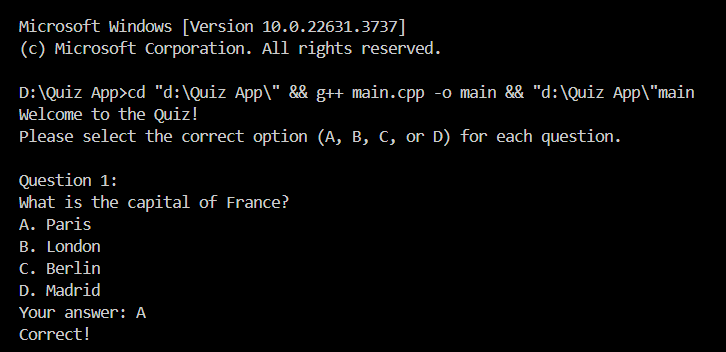 Microsoft Windows [Version 10.0.22631.3737]
(c) Microsoft Corporation. All rights reserved.
D:\Quiz App>cd "d:\Quiz App\" && g++ main.cpp -o main && "d:\Quiz App\"main
Welcome to the Quiz!
Please select the correct option (A, B, C, or D) for each question.
Question 1:
What is the capital of France?
A. Paris
B. London
C. Berlin
D. Madrid
Your answer: A
Correct!